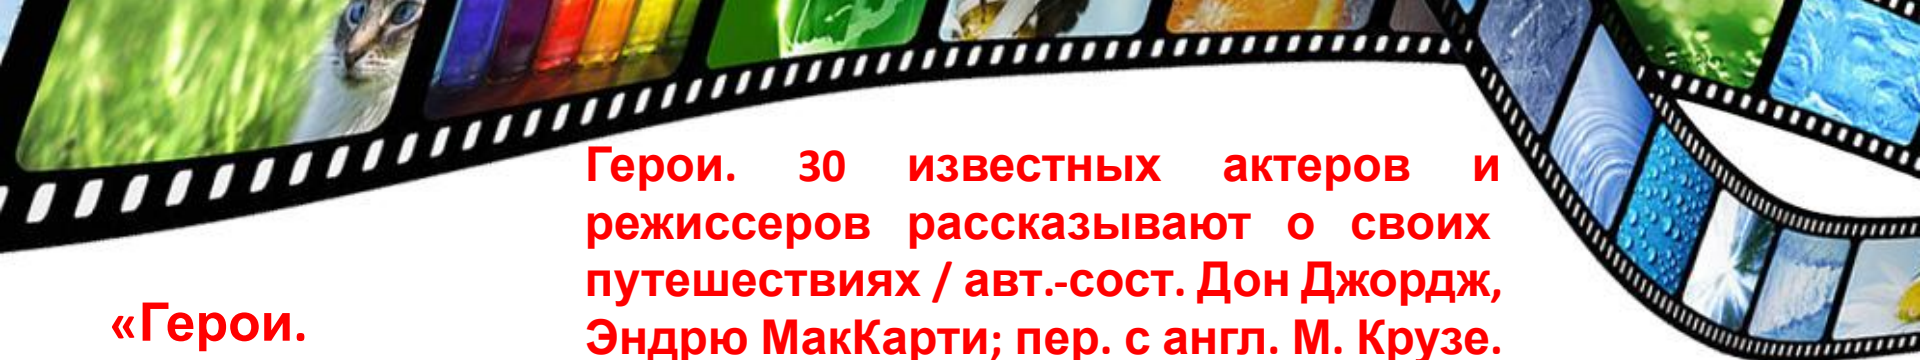 Герои. 30 известных актеров и
режиссеров рассказывают о своих
путешествиях / авт.-сост. Дон Джордж,
Эндрю МакКарти; пер. с англ. М. Крузе.
«Герои.